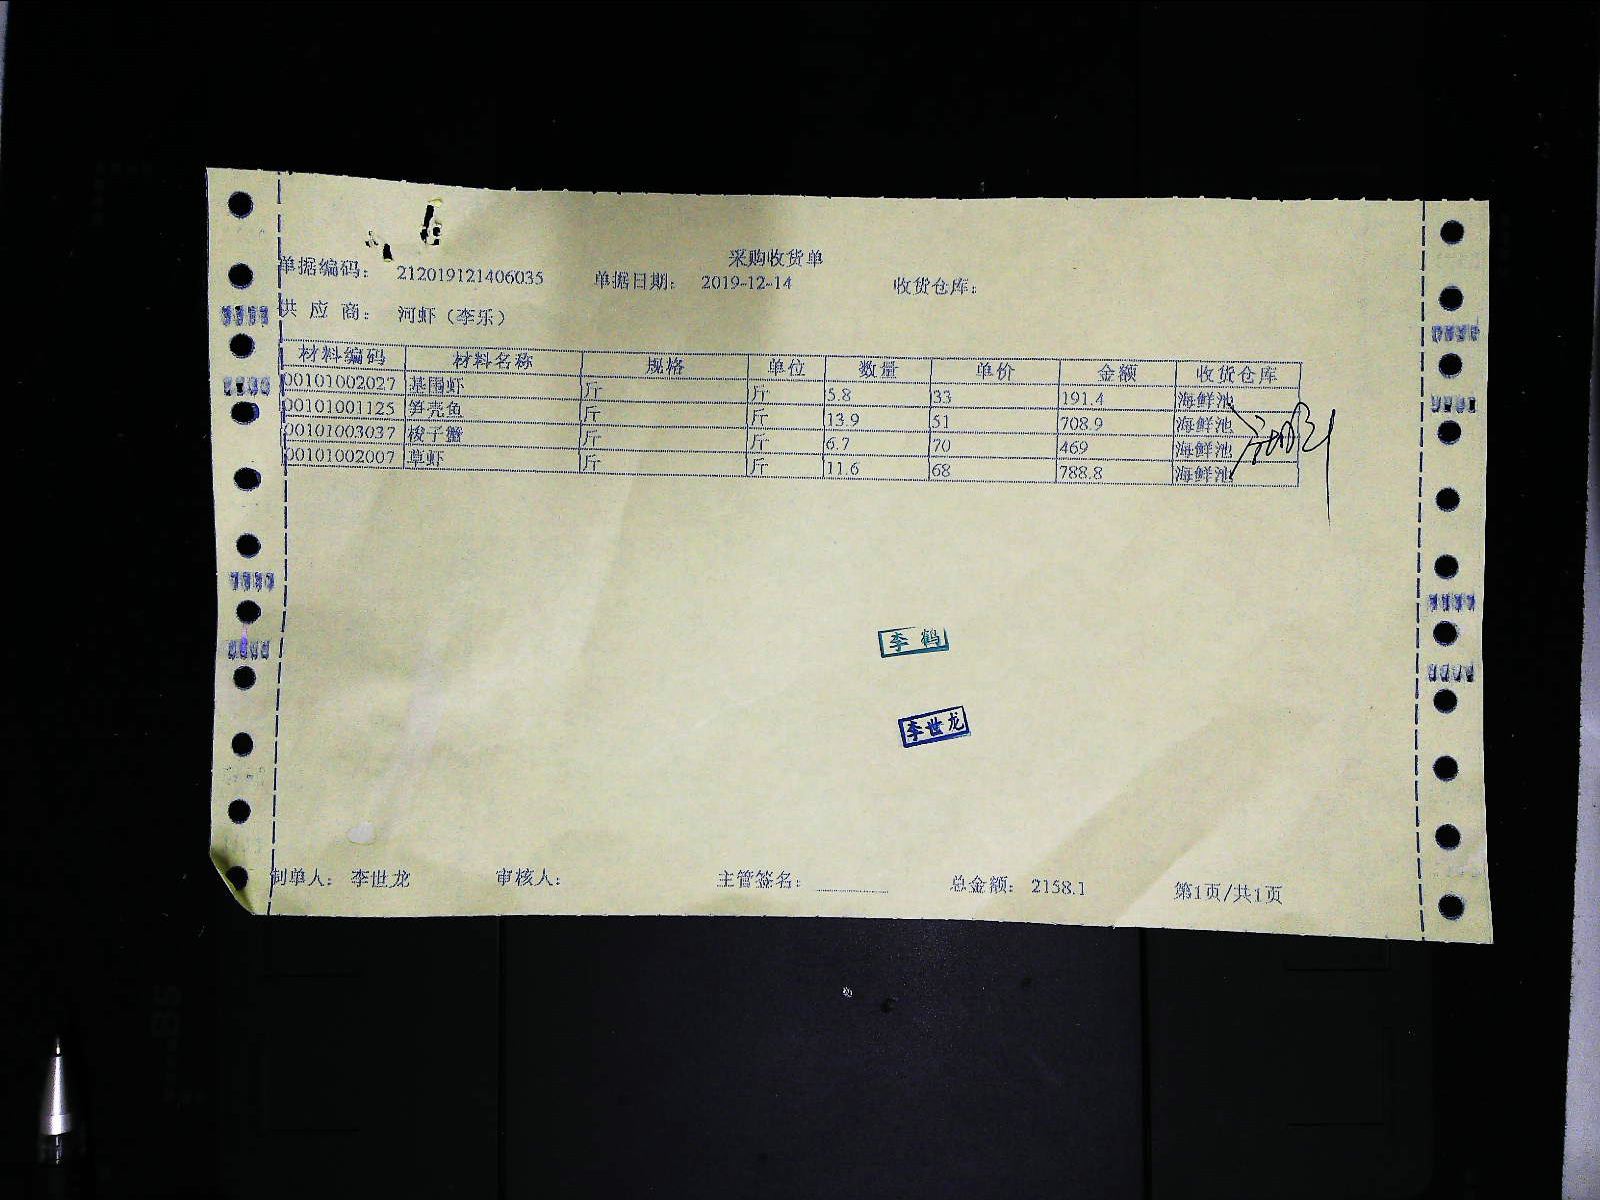 采购收货单
单据编码： 212019121406035 单据日期： 2019-12-14 收货仓库：
供 应 商： 河虾（李乐）
材料编码 材料名称 规格 单位 数量 单价 金额 收货仓库
00101002027 基围虾 斤 斤 5.8 33 191.4 海鲜池
00101001125 笋壳鱼 斤 斤 13.9 51 708.9 海鲜池
00101003037 梭子蟹 斤 斤 6.7 70 469 海鲜池
00101002007 草虾 斤 斤 11.6 68 788.8 海鲜池
李鹤
李世龙
制单人： 李世龙 审核人： 主管签名： 总金额： 2158.1 第1页/共1页